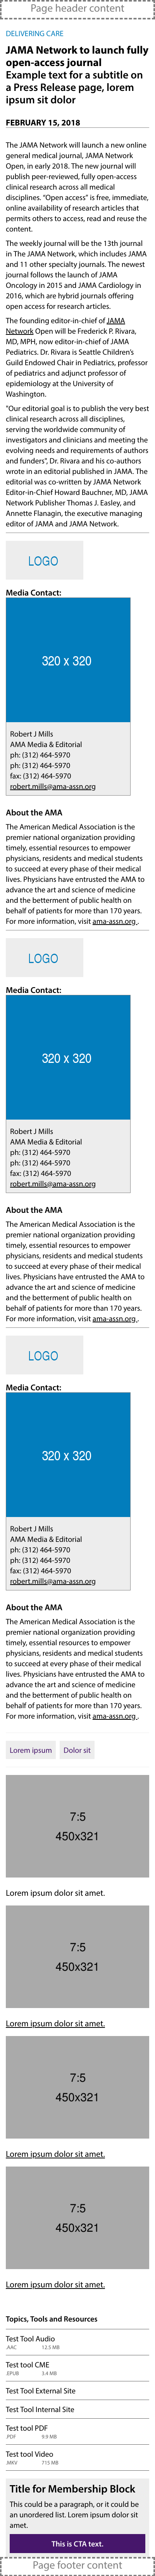 Page header content
DELIVERING CARE
JAMA Network to launch fully
open-access journal
Example text for a subtitle on
a Press Release page, lorem
ipsum sit dolor
FEBRUARY 15, 2018
The JAMA Network will launch a new online
general medical journal, JAMA Network
Open, in early 2018. The new journal will
publish peer-reviewed, fully open-access
clinical research across all medical
disciplines. “Open access” is free, immediate,
online availability of research articles that
permits others to access, read and reuse the
content.
The weekly journal will be the 13th journal
in The JAMA Network, which includes JAMA
and 11 other specialty journals. The newest
journal follows the launch of JAMA
Oncology in 2015 and JAMA Cardiology in
2016, which are hybrid journals offering
open access for research articles.
The founding editor-in-chief of JAMA
Network Open will be Frederick P. Rivara,
MD, MPH, now editor-in-chief of JAMA
Pediatrics. Dr. Rivara is Seattle Children’s
Guild Endowed Chair in Pediatrics, professor
of pediatrics and adjunct professor of
epidemiology at the University of
Washington.
“Our editorial goal is to publish the very best
clinical research across all disciplines,
serving the worldwide community of
investigators and clinicians and meeting the
evolving needs and requirements of authors
and funders”, Dr. Rivara and his co-authors
wrote in an editorial published in JAMA. The
editorial was co-written by JAMA Network
Editor-in-Chief Howard Bauchner, MD, JAMA
Network Publisher Thomas J. Easley, and
Annette Flanagin, the executive managing
editor of JAMA and JAMA Network.
LOGO
Media Contact:
320 x 320
Robert J Mills
AMA Media & Editorial
ph: (312) 464-5970
ph: (312) 464-5970
fax: (312) 464-5970
robert.mills@ama-assn.org
About the AMA
The American Medical Association is the
premier national organization providing
timely, essential resources to empower
physicians, residents and medical students
to succeed at every phase of their medical
lives. Physicians have entrusted the AMA to
advance the art and science of medicine
and the betterment of public health on
behalf of patients for more than 170 years.
For more information, visit ama-assn.org .
LOGO
Media Contact:
320 x 320
Robert J Mills
AMA Media & Editorial
ph: (312) 464-5970
ph: (312) 464-5970
fax: (312) 464-5970
robert.mills@ama-assn.org
About the AMA
The American Medical Association is the
premier national organization providing
timely, essential resources to empower
physicians, residents and medical students
to succeed at every phase of their medical
lives. Physicians have entrusted the AMA to
advance the art and science of medicine
and the betterment of public health on
behalf of patients for more than 170 years.
For more information, visit ama-assn.org .
LOGO
Media Contact:
320 x 320
Robert J Mills
AMA Media & Editorial
ph: (312) 464-5970
ph: (312) 464-5970
fax: (312) 464-5970
robert.mills@ama-assn.org
About the AMA
The American Medical Association is the
premier national organization providing
timely, essential resources to empower
physicians, residents and medical students
to succeed at every phase of their medical
lives. Physicians have entrusted the AMA to
advance the art and science of medicine
and the betterment of public health on
behalf of patients for more than 170 years.
For more information, visit ama-assn.org .
Lorem ipsum Dolor sit
7:5
450x321
Lorem ipsum dolor sit amet.
7:5
450x321
Lorem ipsum dolor sit amet.
7:5
450x321
Lorem ipsum dolor sit amet.
7:5
450x321
Lorem ipsum dolor sit amet.
Topics, Tools and Resources
Test Tool Audio
.AAC 12.5 MB
Test tool CME
.EPUB 3.4 MB
Test Tool External Site
Test Tool Internal Site
Test tool PDF
.PDF 9.9 MB
Test tool Video
.MKV 715 MB
Title for Membership Block
This could be a paragraph, or it could be
an unordered list. Lorem ipsum dolor sit
amet.
This is CTA text.
Page footer content